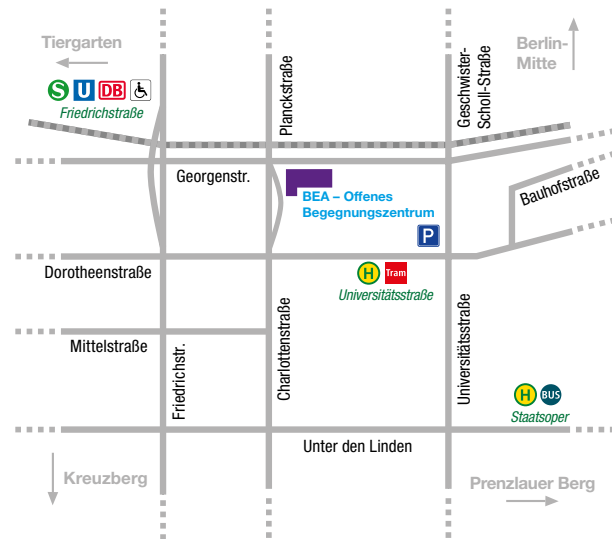 Tiergarten
Berlin-
Mitte
S U DB
Friedrichstraße
Planckstraße
Geschwister-
Scholl-Straße
Georgenstr.
BEA – Offenes
Begegnungszentrum
Bauhofstraße
P
Dorotheenstraße
H Tram
Universitätsstraße
Mittelstraße
Friedrichstr.
Charlottenstraße
Universitätsstraße
H BUS
Staatsoper
Unter den Linden
Kreuzberg
Prenzlauer Berg